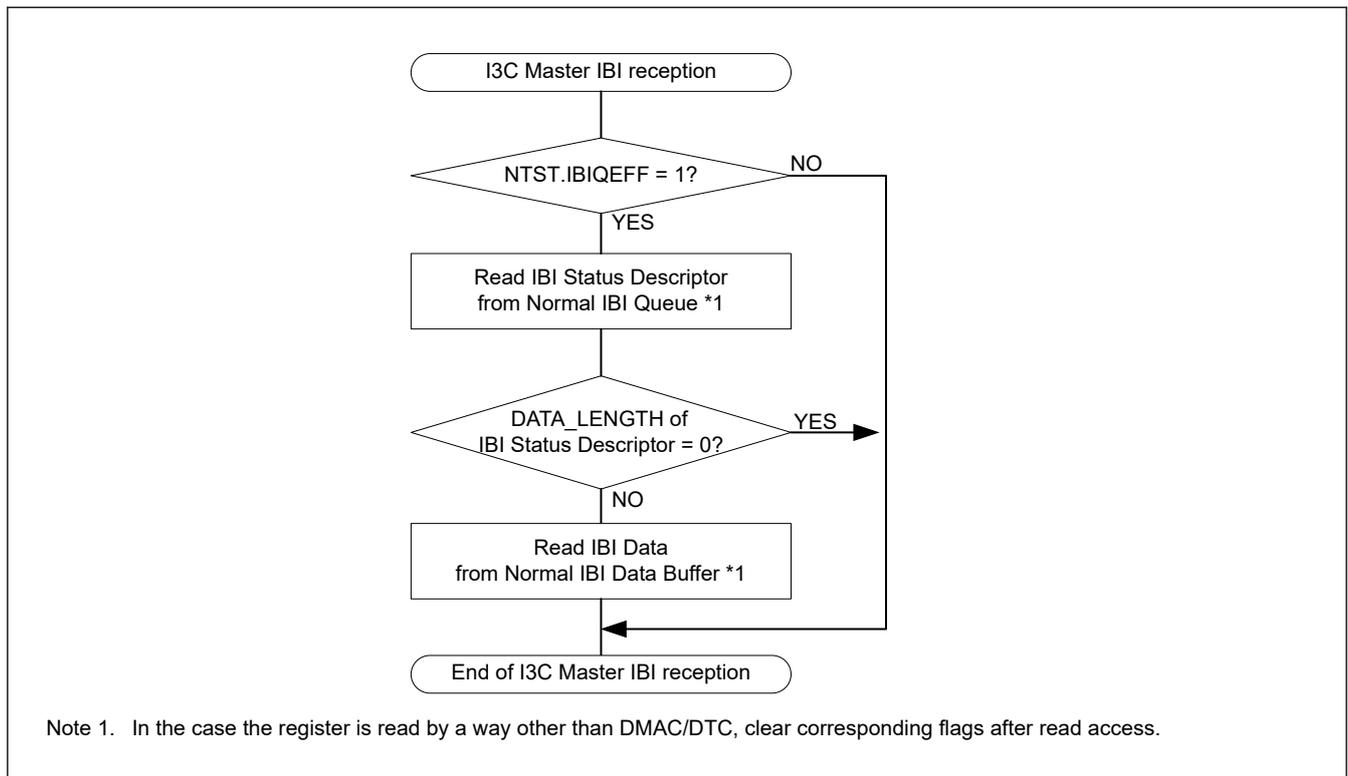 I3C Master IBI reception
NTST.IBIQEFF = 1?
NO
YES
Read IBI Status Descriptor
from Normal IBI Queue *1
DATA_LENGTH of
IBI Status Descriptor = 0?
YES
NO
Read IBI Data
from Normal IBI Data Buffer *1
End of I3C Master IBI reception
Note 1. In the case the register is read by a way other than DMAC/DTC, clear corresponding flags after read access.